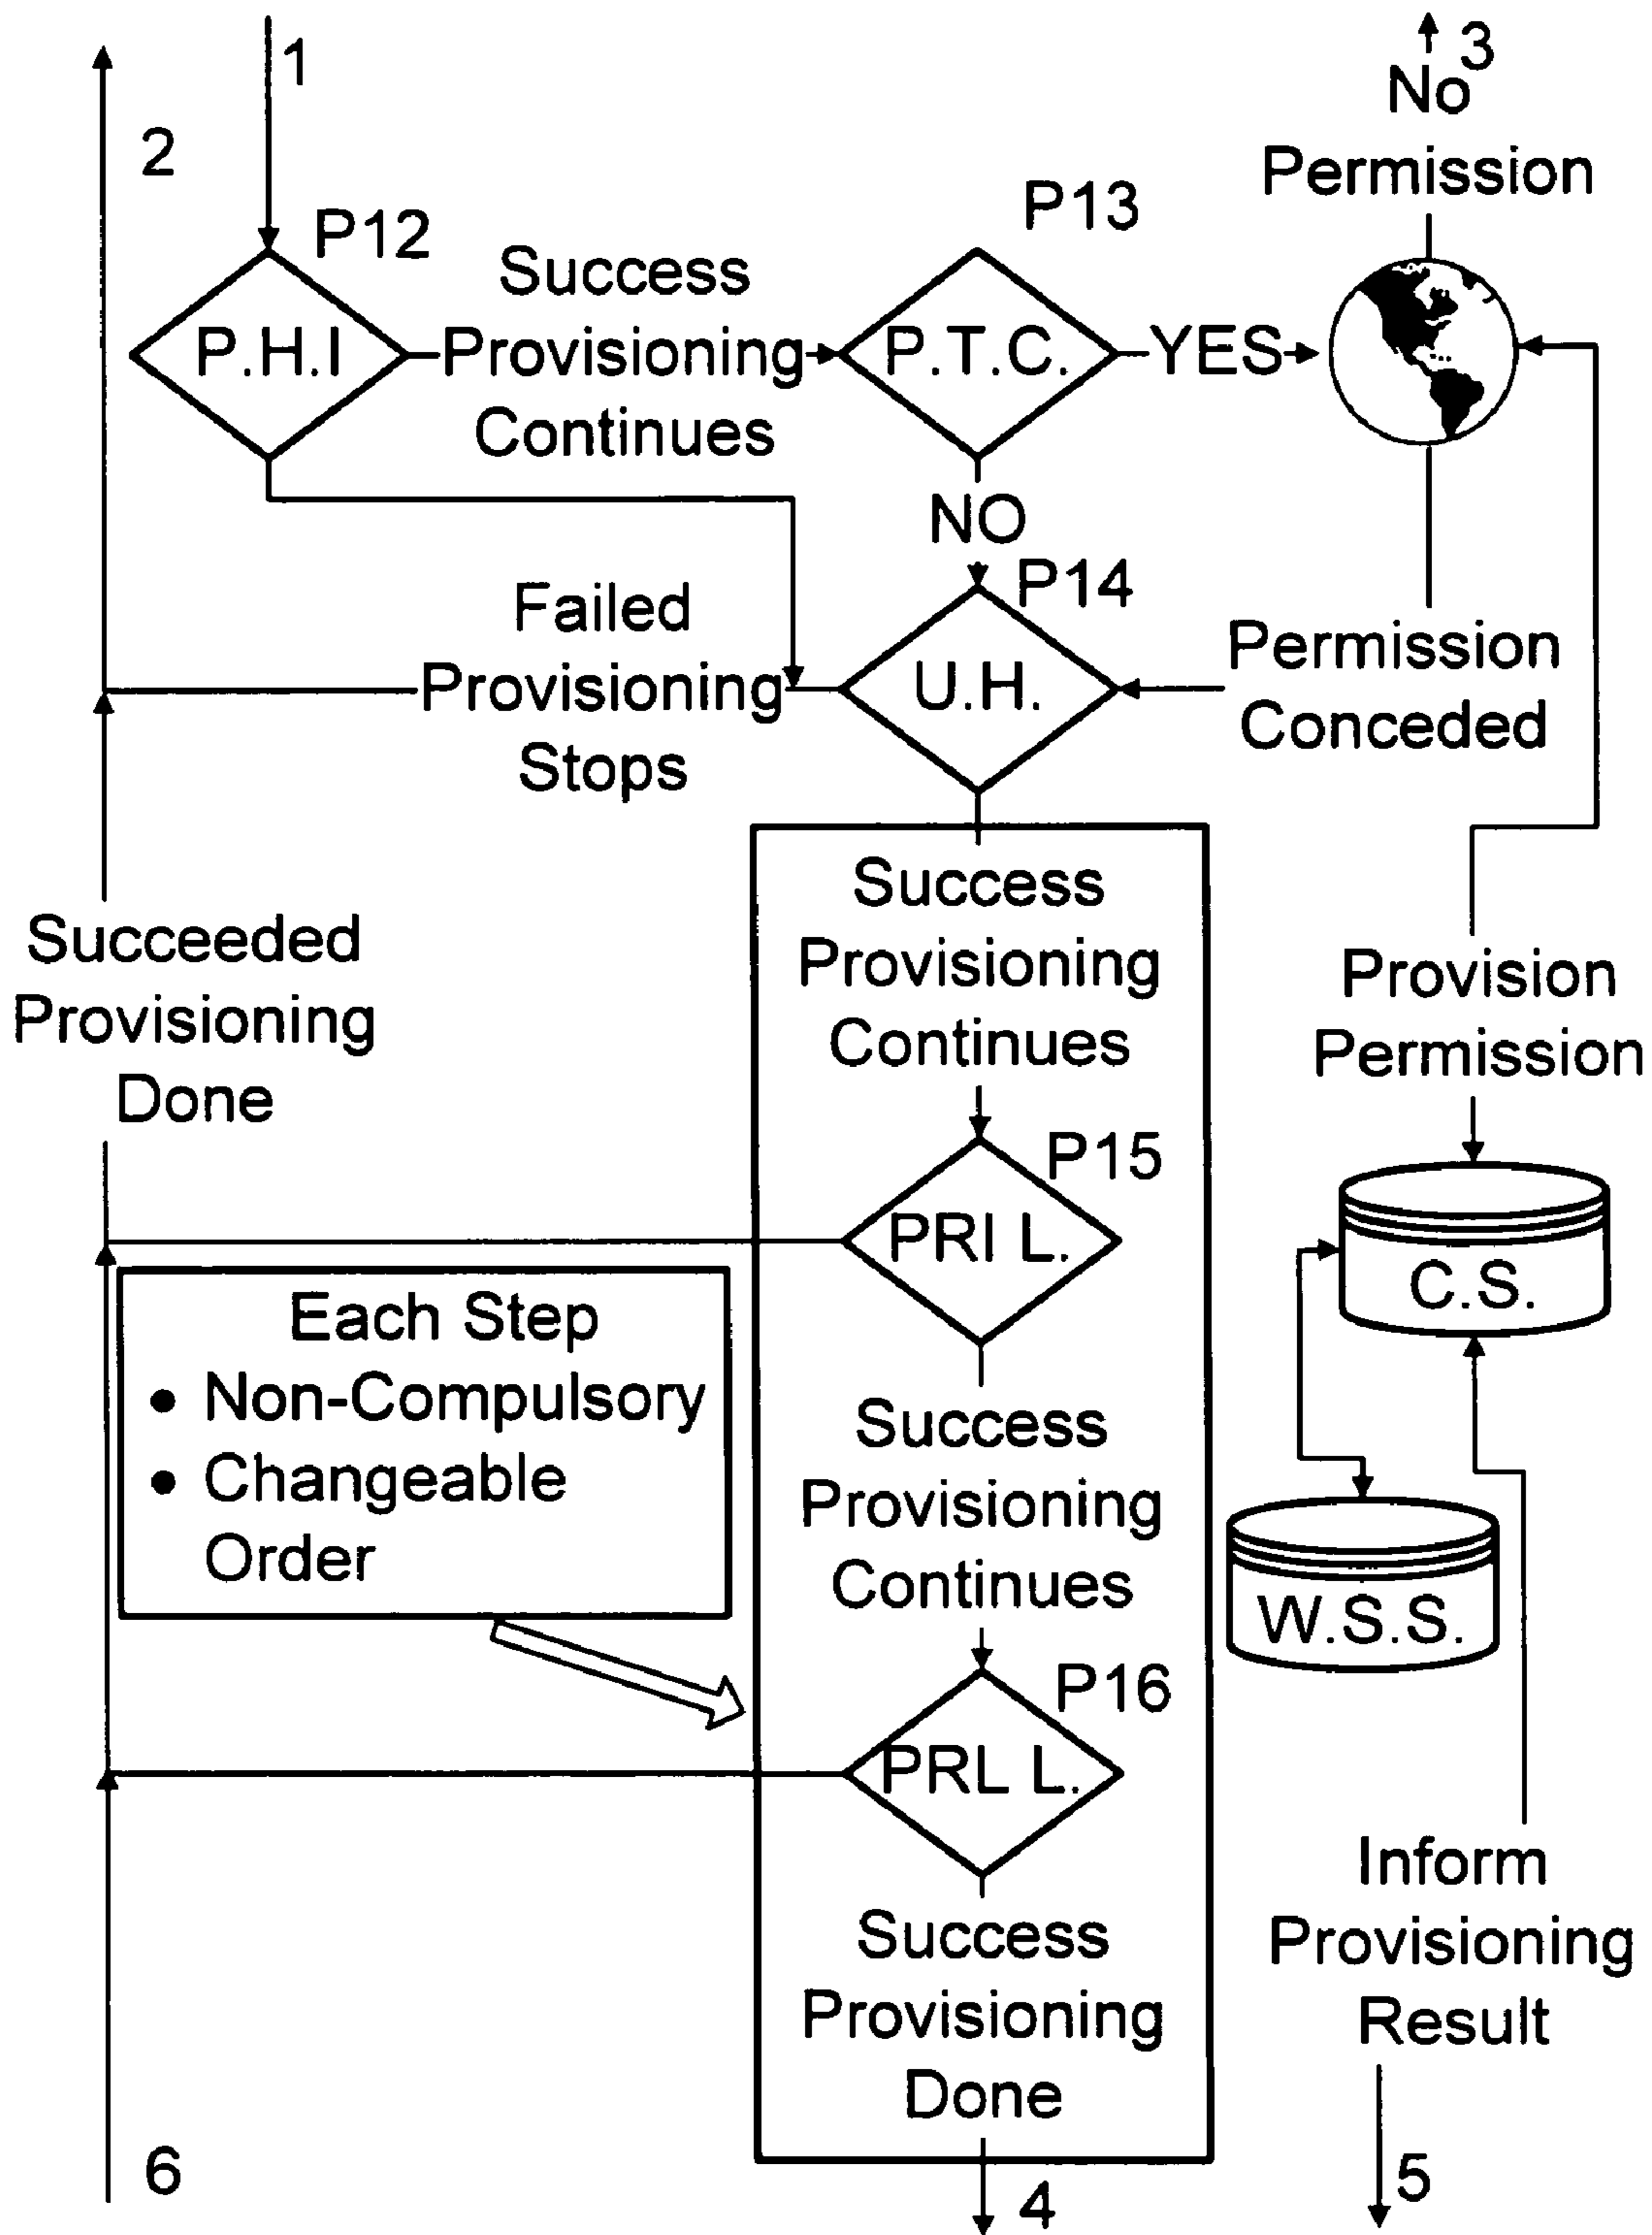 1
2
3
No
Permission
P12
P13
P.H.I
Success
Provisioning
Continues
P.T.C.
YES
NO
P14
Failed
Provisioning
Stops
U.H.
Permission
Conceded
Success
Provisioning
Continues
Succeeded
Provisioning
Done
Provision
Permission
P15
PRI L.
C.S.
Each Step
● Non-Compulsory
● Changeable
Order
Success
Provisioning
Continues
W.S.S.
P16
PRL L.
Inform
Provisioning
Result
Success
Provisioning
Done
6
4
5